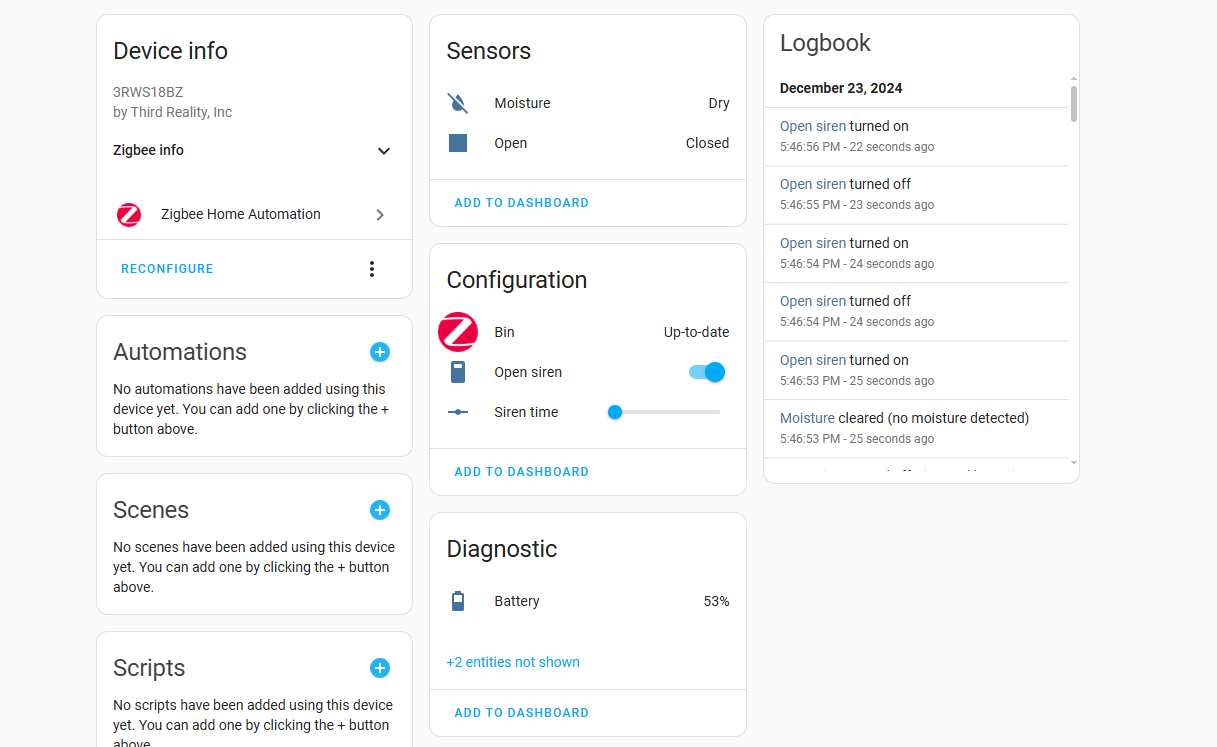 Device info
3RWS18BZ
by Third Reality, Inc
Zigbee info
Zigbee Home Automation
RECONFIGURE
Automations
No automations have been added using this
device yet. You can add one by clicking the +
button above.
Scenes
No scenes have been added using this device
yet. You can add one by clicking the + button
above.
Scripts
No scripts have been added using this device
yet. You can add one by clicking the + button
above.
Sensors
Moisture Dry
Open Closed
ADD TO DASHBOARD
Configuration
Bin Up-to-date
Open siren
Siren time
ADD TO DASHBOARD
Diagnostic
Battery 53%
+2 entities not shown
ADD TO DASHBOARD
Logbook
December 23, 2024
Open siren turned on
5:46:56 PM - 22 seconds ago
Open siren turned off
5:46:55 PM - 23 seconds ago
Open siren turned on
5:46:54 PM - 24 seconds ago
Open siren turned off
5:46:54 PM - 24 seconds ago
Open siren turned on
5:46:53 PM - 25 seconds ago
Moisture cleared (no moisture detected)
5:46:53 PM - 25 seconds ago